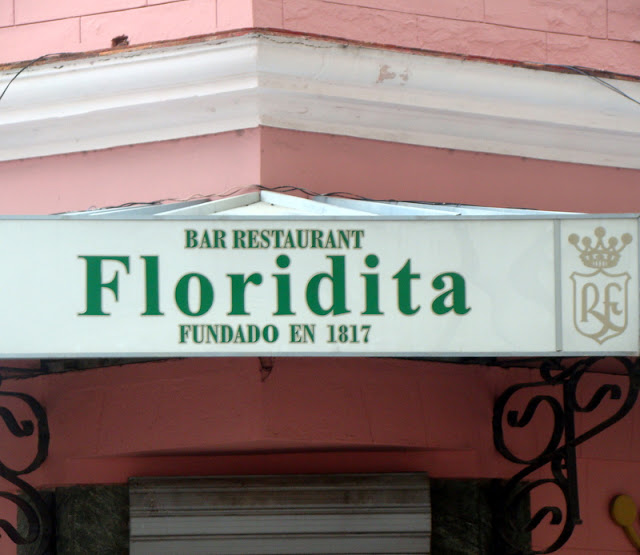 BAR RESTAURANT
Floridita
FUNDADO EN 1817